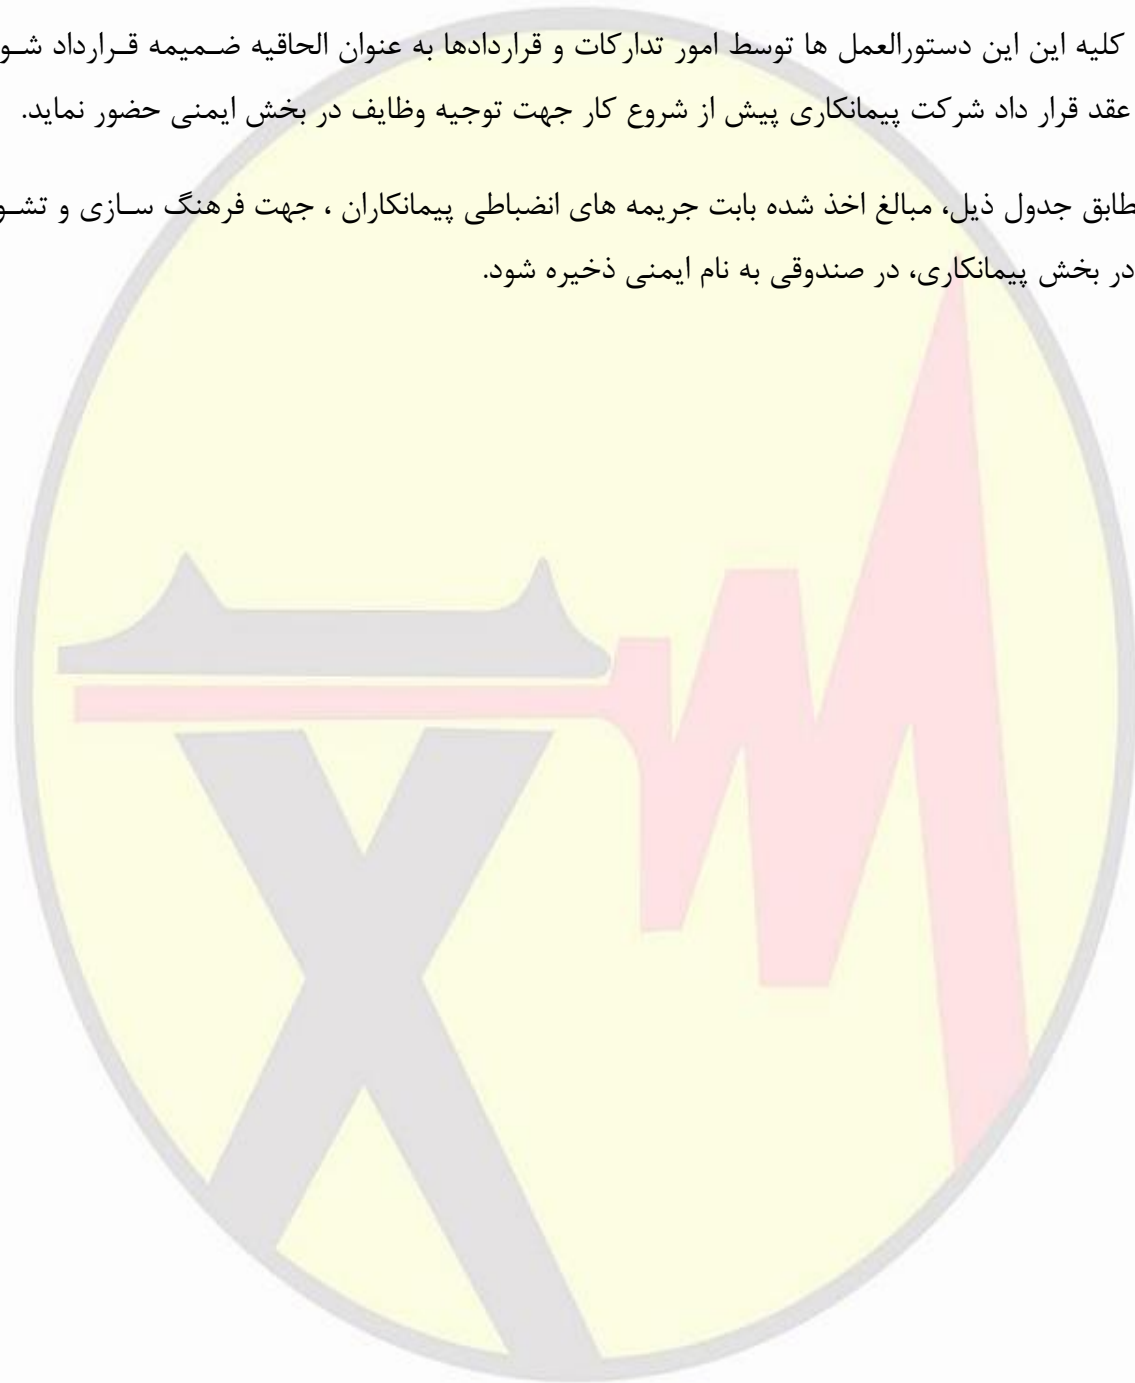 کلیه این این دستورالعمل ها توسط امور تدارکات و قراردادها به عنوان الحاقیه ضـمیمه قـرارداد
عقد قرار داد شرکت پیمانکاری پیش از شروع کار جهت توجیه وظایف در بخش ایمنی حضور نماید.
جدول ذیل، مبالغ اخذ شده بابت جریمه های انضباطی پیمانکاران ، جهت فرهنگ سـازی و
در بخش پیمانکاری، در صندوقی به نام ایمنی ذخیره شود.